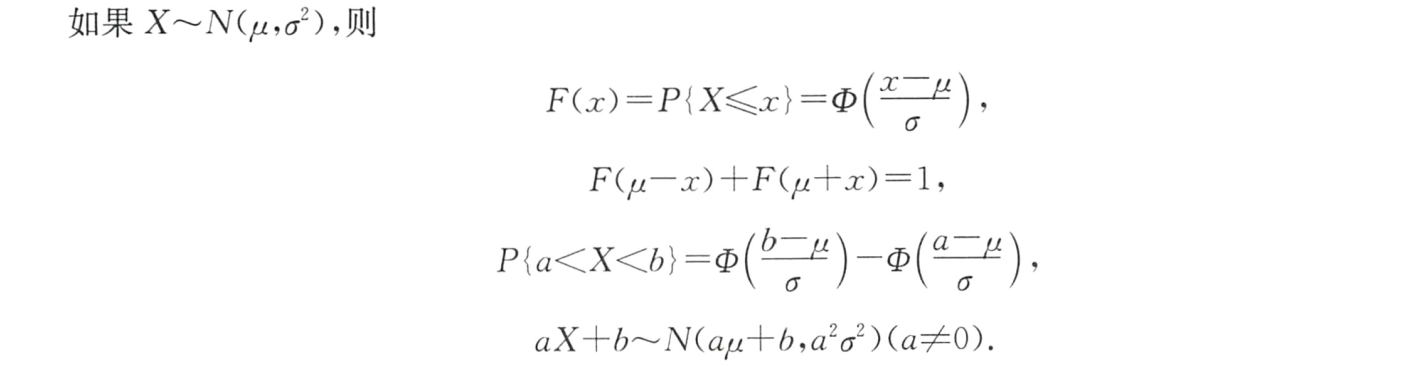 如果 X～N(μ,σ²),则
F(x)=P{X⩽x}=Φ((x－μ)/σ),
F(μ－x)+F(μ+x)=1,
P{a<X<b}=Φ((b－μ)/σ)－Φ((a－μ)/σ),
aX+b～N(aμ+b,a²σ²)(a≠0).